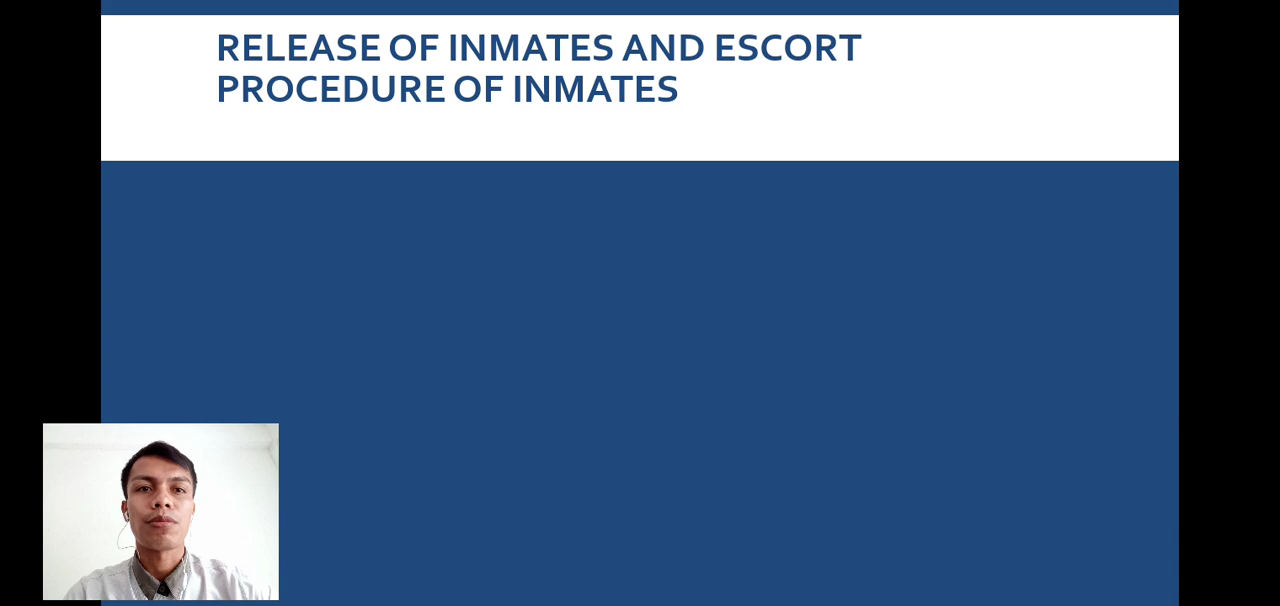 RELEASE OF INMATES AND ESCORT
PROCEDURE OF INMATES